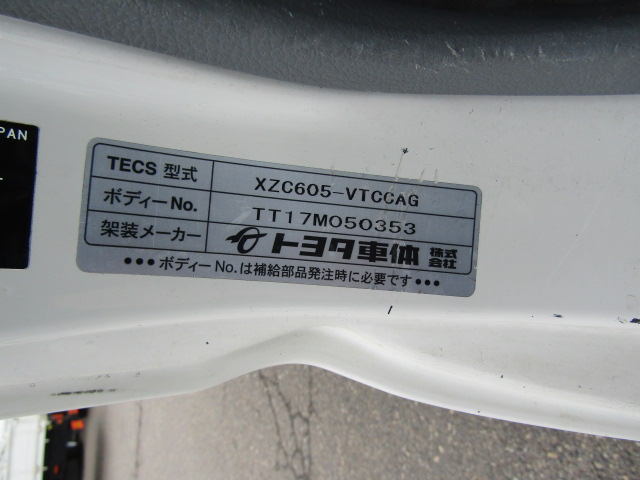 PAN
TECS 型式 XZC605-VTCCAG
ボディーNo. TT17M050353
架装メーカー トヨタ車体 株式会社
●●● ボディーNo.は補給部品発注時に必要です ●●●